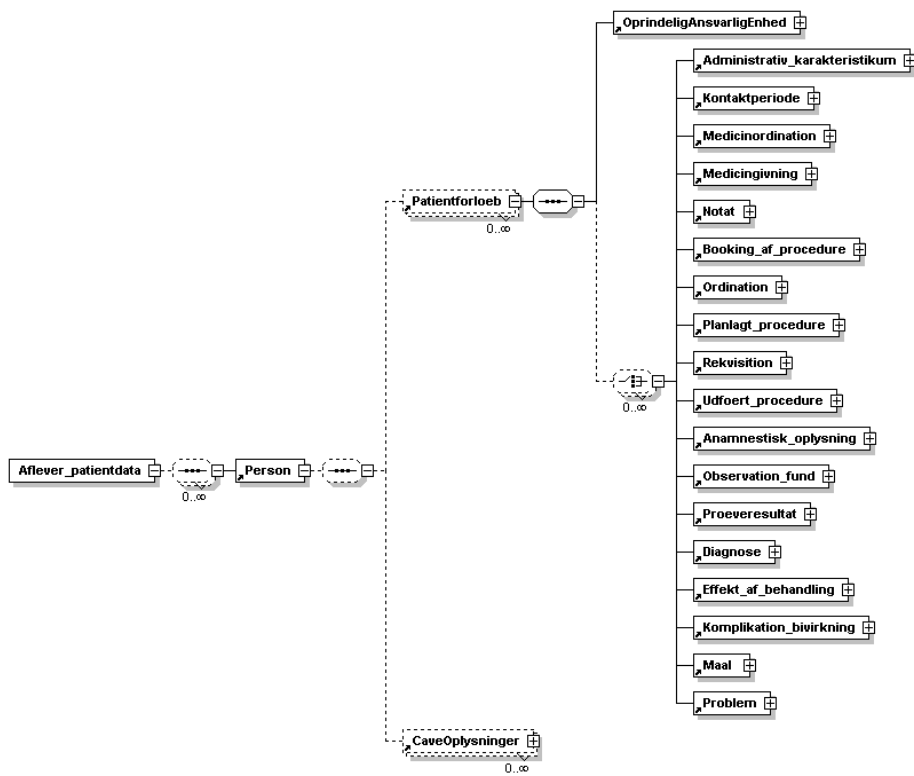 OprindeligAnsvarligEnhed
Administrativ_karakteristikum
Kontaktperiode
Medicinordination
Medicingivning
Patientforloeb
0..∞
Notat
Booking_af_procedure
Ordination
Planlagt_procedure
Rekvisition
0..∞
Udfoert_procedure
Anamnestisk_oplysning
Aflever_patientdata
0..∞
Person
Observation_fund
Proeveresultat
Diagnose
Effekt_af_behandling
Komplikation_bivirkning
Maal
Problem
CaveOplysninger
0..∞